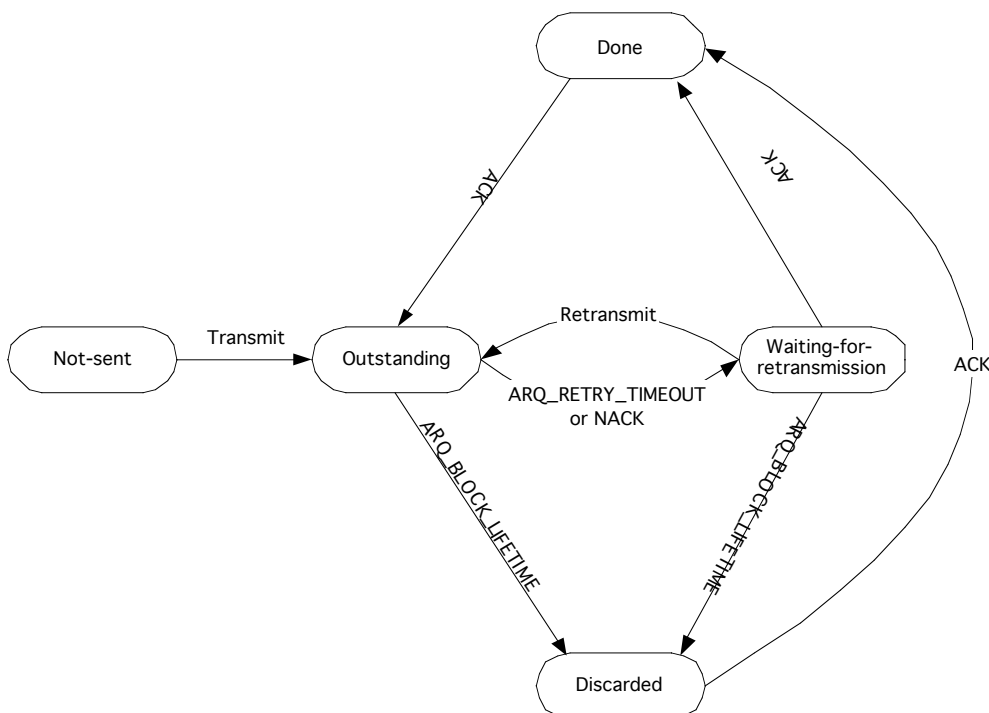 Done
ACK
ACK
Retransmit
Transmit
Not-sent
Outstanding
Waiting-for-
retransmission
ACK
ARQ_RETRY_TIMEOUT
or NACK
ARQ_BLOCK_LIFETIME
ARQ_BLOCK_LIFETIME
Discarded